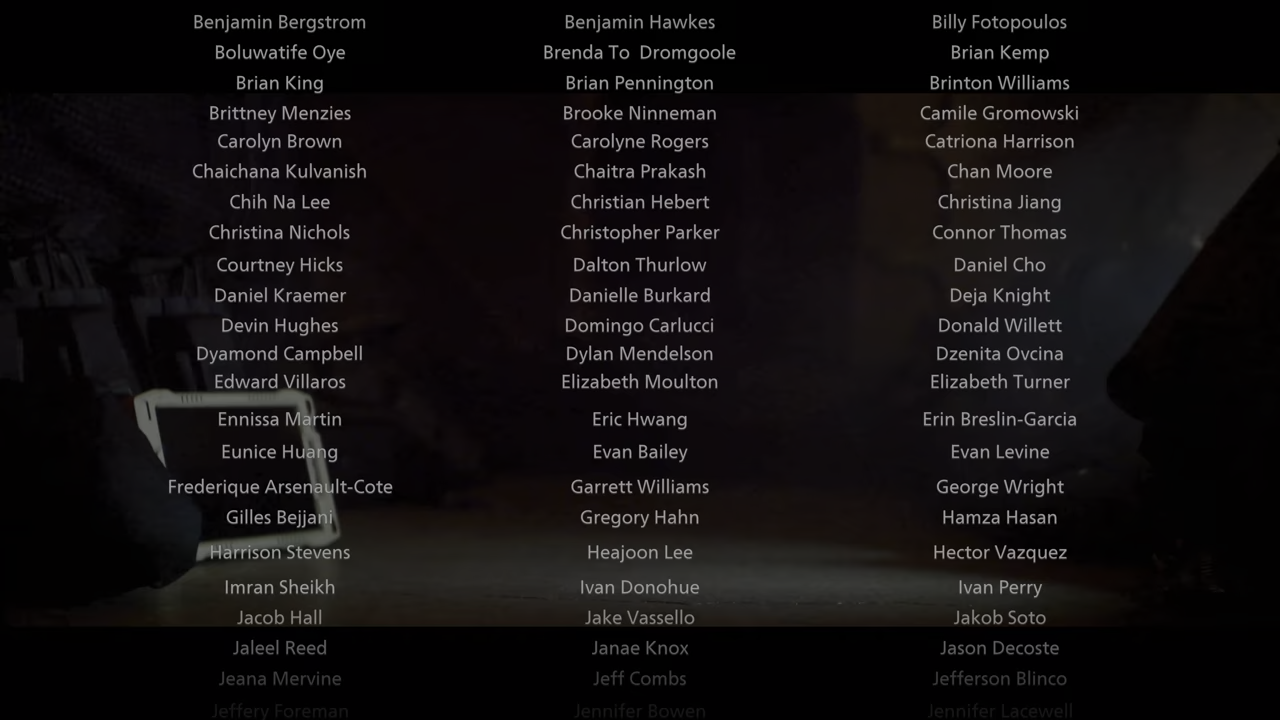 Benjamin Bergstrom Benjamin Hawkes Billy Fotopoulos
Boluwatife Oye Brenda To Dromgoole Brian Kemp
Brian King Brian Pennington Brinton Williams
Brittney Menzies Brooke Ninneman Camile Gromowski
Carolyn Brown Carolyne Rogers Catriona Harrison
Chaichana Kulvanish Chaitra Prakash Chan Moore
Chih Na Lee Christian Hebert Christina Jiang
Christina Nichols Christopher Parker Connor Thomas
Courtney Hicks Dalton Thurlow Daniel Cho
Daniel Kraemer Danielle Burkard Deja Knight
Devin Hughes Domingo Carlucci Donald Willett
Dyamond Campbell Dylan Mendelson Dzenita Ovcina
Edward Villaros Elizabeth Moulton Elizabeth Turner
Ennissa Martin Eric Hwang Erin Breslin-Garcia
Eunice Huang Evan Bailey Evan Levine
Frederique Arsenault-Cote Garrett Williams George Wright
Gilles Bejjani Gregory Hahn Hamza Hasan
Harrison Stevens Heajoon Lee Hector Vazquez
Imran Sheikh Ivan Donohue Ivan Perry
Jacob Hall Jake Vassello Jakob Soto
Jaleel Reed Janae Knox Jason Decoste
Jeana Mervine Jeff Combs Jefferson Blinco
Jeffery Foreman Jennifer Bowen Jennifer Lacewell